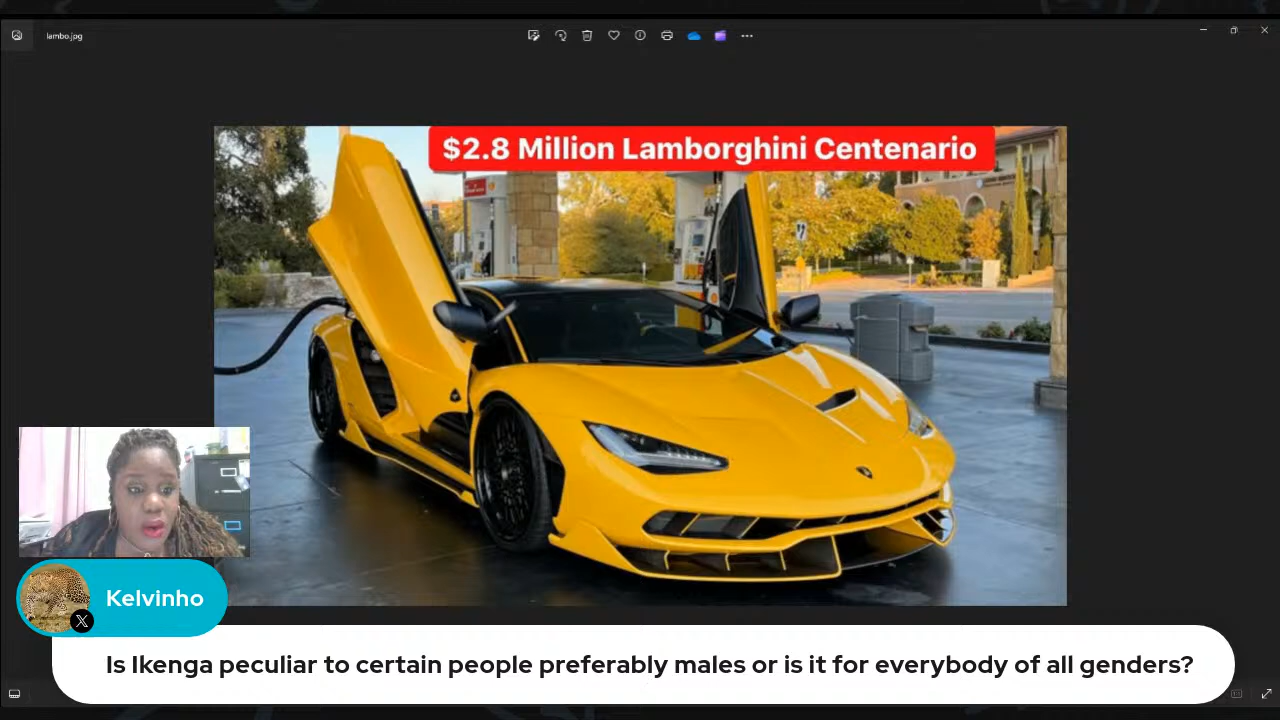 lambo.jpg
$2.8 Million Lamborghini Centenario
Kelvinho
X
Is Ikenga peculiar to certain people preferably males or is it for everybody of all genders?